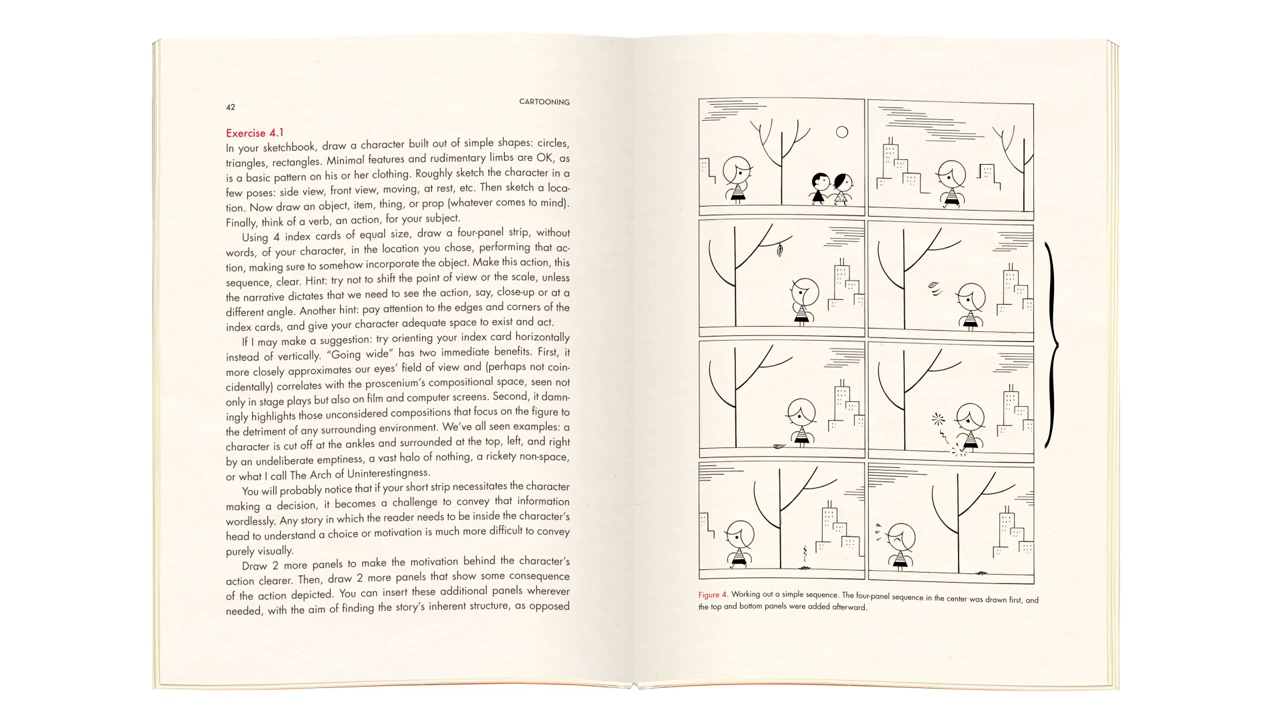 42
CARTOONING
Exercise 4.1
In your sketchbook, draw a character built out of simple shapes: circles,
triangles, rectangles. Minimal features and rudimentary limbs are OK, as
is a basic pattern on his or her clothing. Roughly sketch the character in a
few poses: side view, front view, moving, at rest, etc. Then sketch a loca-
tion. Now draw an object, item, thing, or prop (whatever comes to mind).
Finally, think of a verb, an action, for your subject.
Using 4 index cards of equal size, draw a four-panel strip, without
words, of your character, in the location you chose, performing that ac-
tion, making sure to somehow incorporate the object. Make this action, this
sequence, clear. Hint: try not to shift the point of view or the scale, unless
the narrative dictates that we need to see the action, say, close-up or at a
different angle. Another hint: pay attention to the edges and corners of the
index cards, and give your character adequate space to exist and act.
If I may make a suggestion: try orienting your index card horizontally
instead of vertically. “Going wide” has two immediate benefits. First, it
more closely approximates our eyes’ field of view and (perhaps not coin-
cidentally) correlates with the proscenium’s compositional space, seen not
only in stage plays but also on film and computer screens. Second, it damn-
ingly highlights those unconsidered compositions that focus on the figure to
the detriment of any surrounding environment. We’ve all seen examples: a
character is cut off at the ankles and surrounded at the top, left, and right
by an undeliberate emptiness, a vast halo of nothing, a rickety non-space,
or what I call The Arch of Uninterestingness.
You will probably notice that if your short strip necessitates the character
making a decision, it becomes a challenge to convey that information
wordlessly. Any story in which the reader needs to be inside the character’s
head to understand a choice or motivation is much more difficult to convey
purely visually.
Draw 2 more panels to make the motivation behind the character’s
action clearer. Then, draw 2 more panels that show some consequence
of the action depicted. You can insert these additional panels wherever
needed, with the aim of finding the story’s inherent structure, as opposed
Figure 4. Working out a simple sequence. The four-panel sequence in the center was drawn first, and
the top and bottom panels were added afterward.